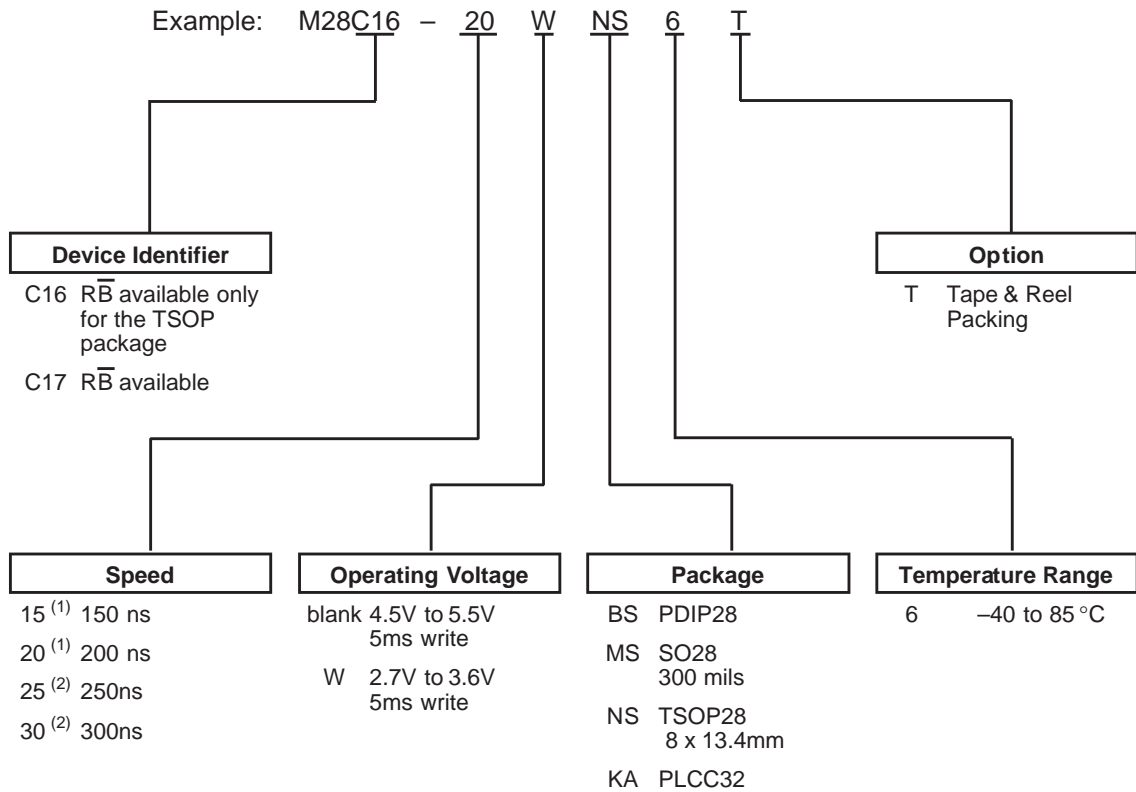 Example: M28C16 – 20 W NS 6 T
Device Identifier
C16 RB̅ available only
for the TSOP
package
C17 RB̅ available
Option
T Tape & Reel
Packing
Speed
15 (1) 150 ns
20 (1) 200 ns
25 (2) 250ns
30 (2) 300ns
Operating Voltage
blank 4.5V to 5.5V
5ms write
W 2.7V to 3.6V
5ms write
Package
BS PDIP28
MS SO28
300 mils
NS TSOP28
8 x 13.4mm
KA PLCC32
Temperature Range
6 –40 to 85 °C